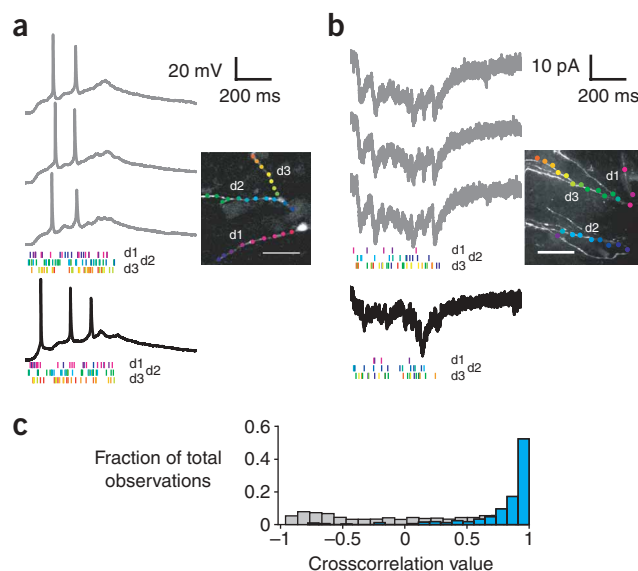 a
20 mV
200 ms
d3
d2
d1
d1
d2
d3
d1
d2
d3
b
10 pA
200 ms
d1
d3
d2
d1
d2
d3
d1
d2
d3
c
Fraction of total
observations
0.6
0.4
0.2
0
–1
–0.5
0
0.5
1
Crosscorrelation value